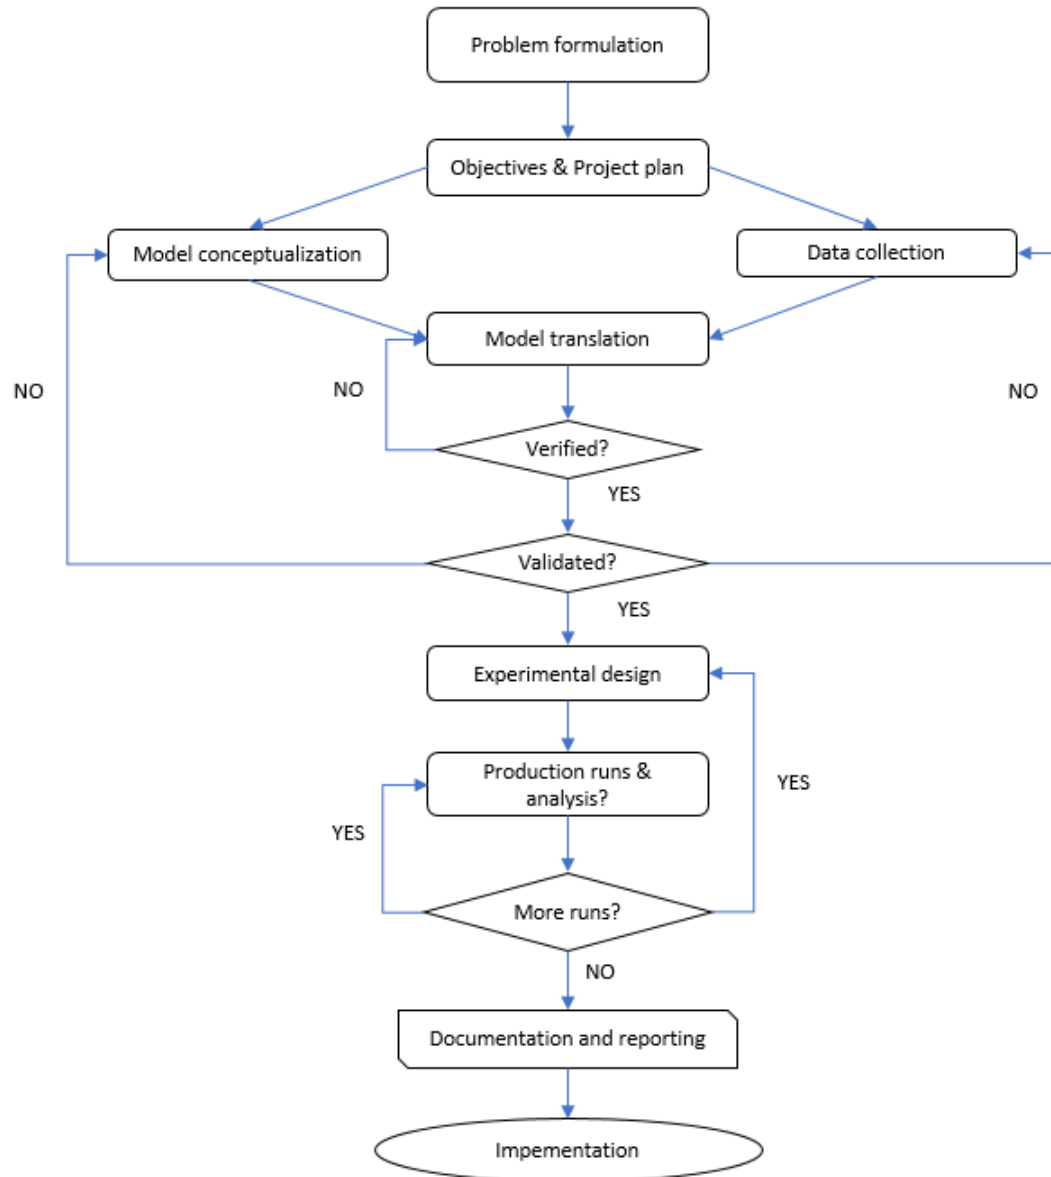 Problem formulation
Objectives & Project plan
Model conceptualization
Data collection
Model translation
NO
NO
NO
Verified?
YES
Validated?
YES
Experimental design
Production runs &
analysis?
YES
YES
More runs?
NO
Documentation and reporting
Impementation